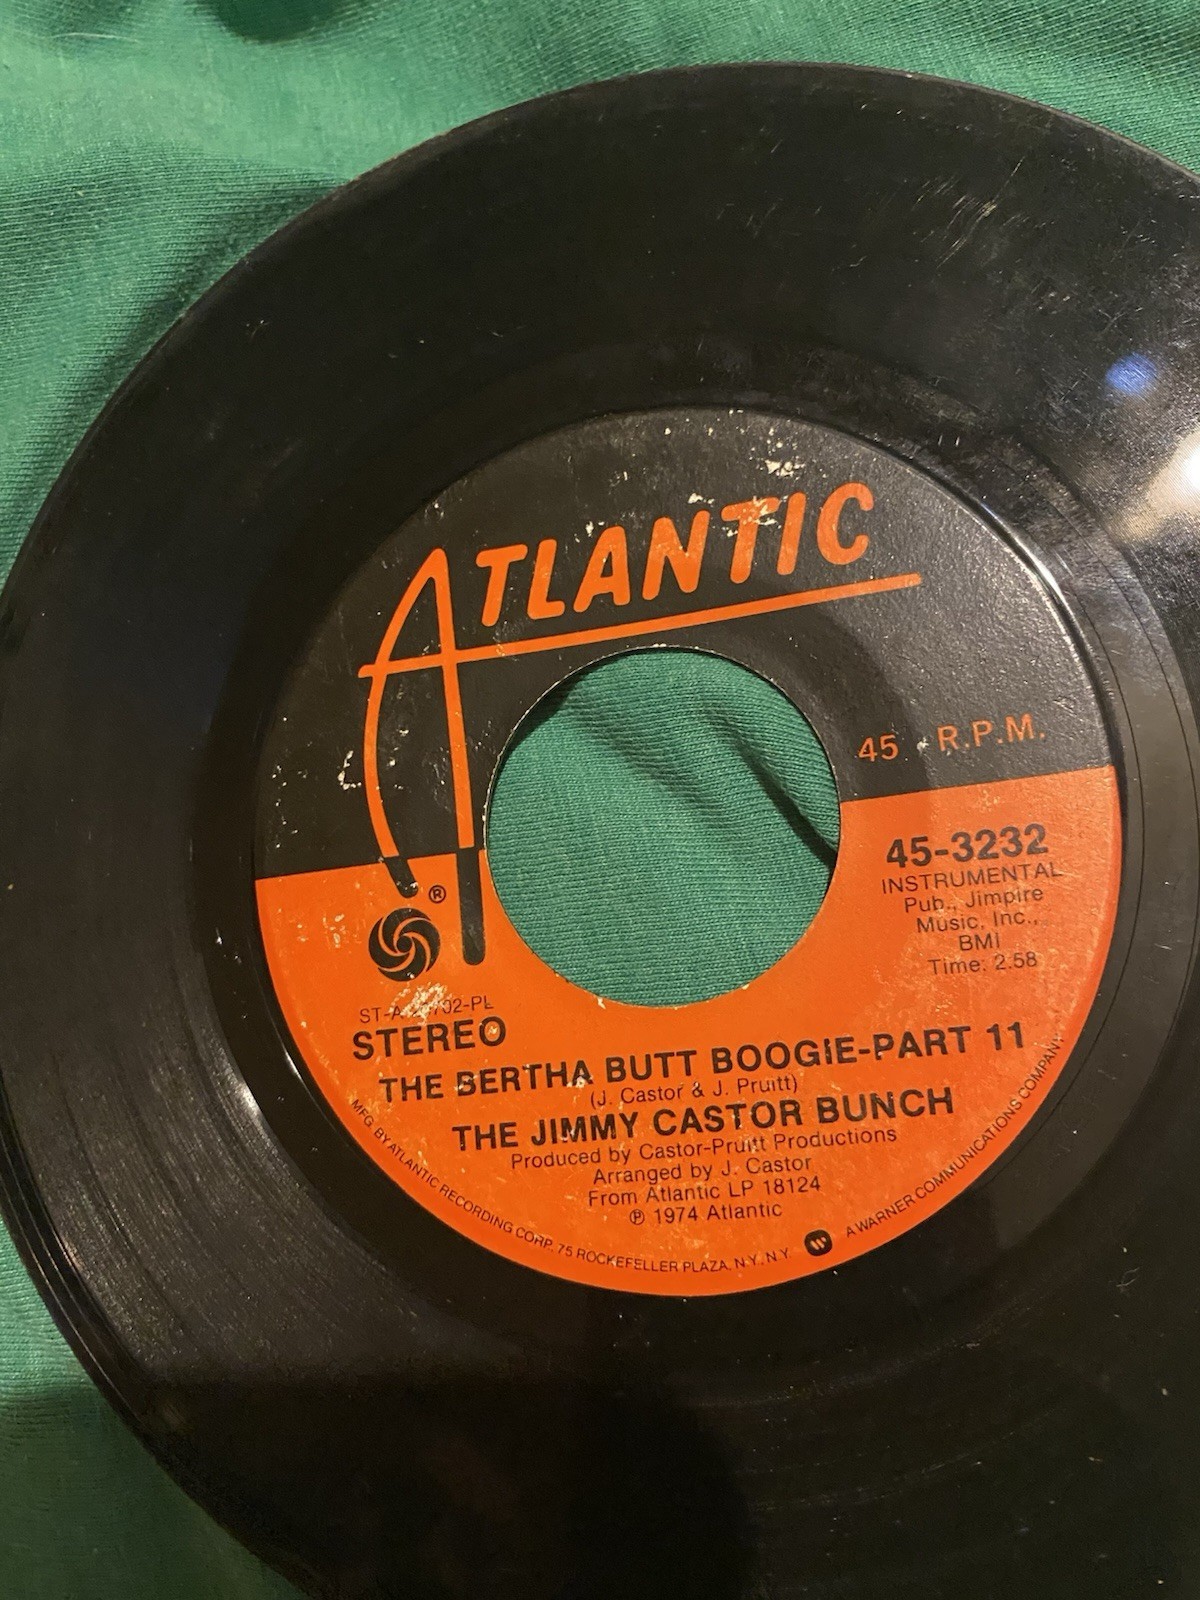 ATLANTIC
45 R.P.M.
45-3232
INSTRUMENTAL
Pub., Jimpire
Music, Inc.,
BMI
Time: 2.58
®
STEREO
THE BERTHA BUTT BOOGIE-PART 11
(J. Castor & J. Pruitt)
THE JIMMY CASTOR BUNCH
Produced by Castor-Pruitt Productions
Arranged by J. Castor
From Atlantic LP 18124
℗ 1974 Atlantic
MFG. BY ATLANTIC RECORDING CORP. 75 ROCKEFELLER PLAZA, N.Y., N.Y. W A WARNER COMMUNICATIONS COMPANY